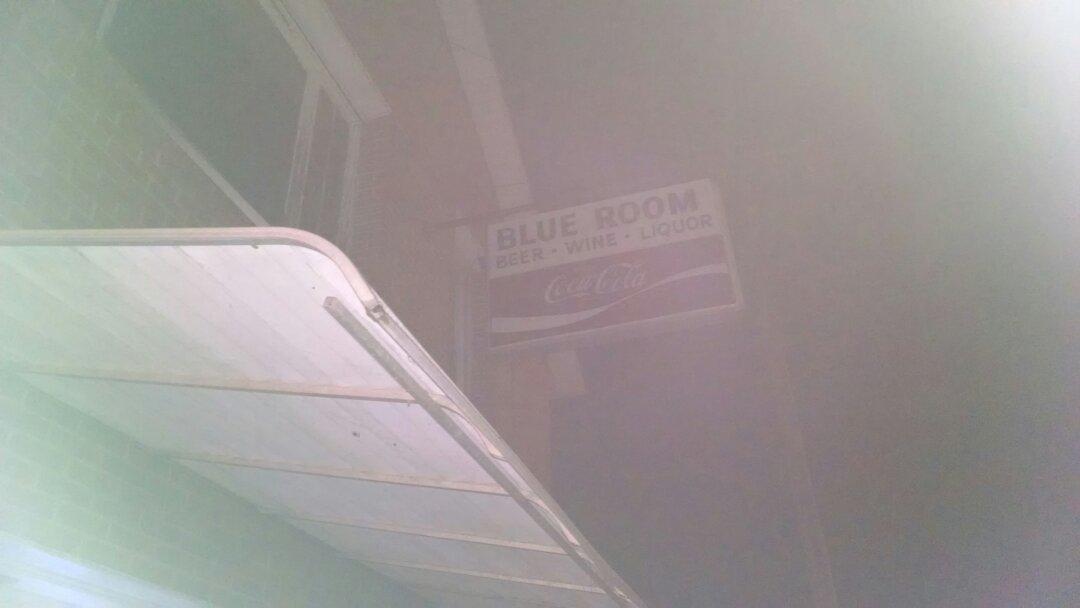 BLUE ROOM
BEER - WINE - LIQUOR
Coca-Cola